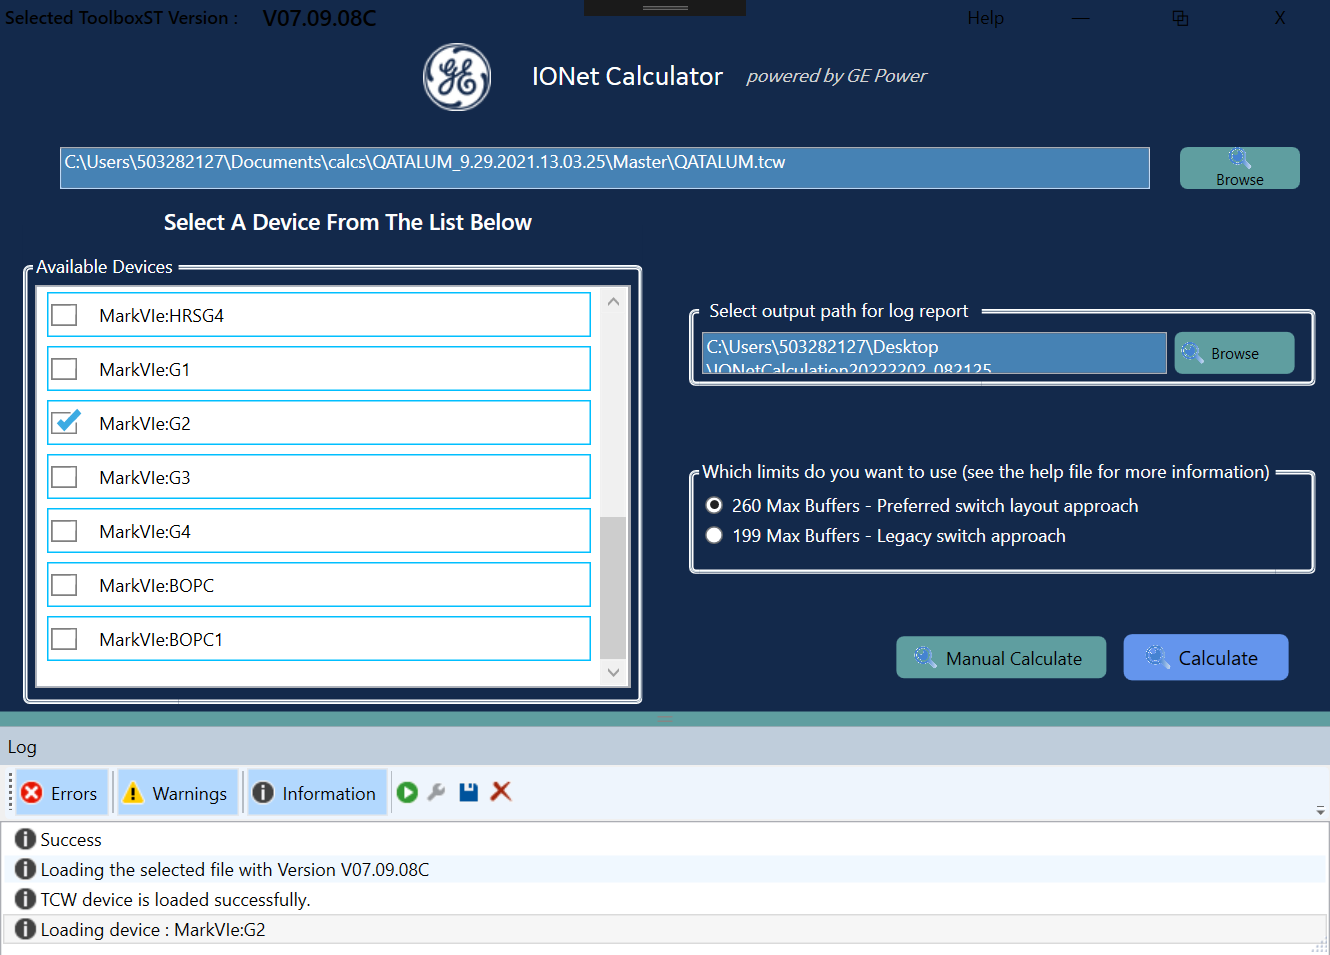 Selected ToolboxST Version :   V07.09.08C
Help
X
GE
IONet Calculator   powered by GE Power
C:\Users\503282127\Documents\calcs\QATALUM_9.29.2021.13.03.25\Master\QATALUM.tcw
Browse
Select A Device From The List Below
Available Devices
MarkVIe:HRSG4
MarkVIe:G1
MarkVIe:G2
MarkVIe:G3
MarkVIe:G4
MarkVIe:BOPC
MarkVIe:BOPC1
Select output path for log report
C:\Users\503282127\Desktop
\IONetCalculation20222202_082125
Browse
Which limits do you want to use (see the help file for more information)
260 Max Buffers - Preferred switch layout approach
199 Max Buffers - Legacy switch approach
Manual Calculate
Calculate
Log
Errors
Warnings
Information
Success
Loading the selected file with Version V07.09.08C
TCW device is loaded successfully.
Loading device : MarkVIe:G2